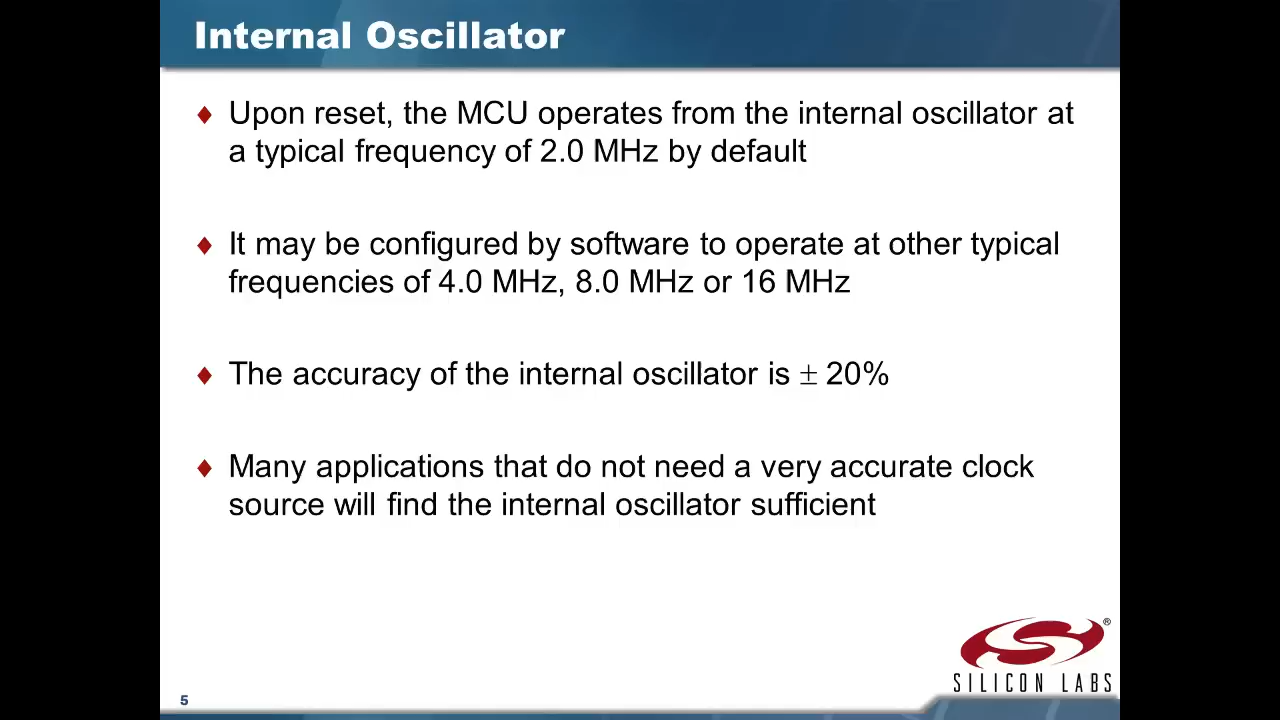 Internal Oscillator
♦ Upon reset, the MCU operates from the internal oscillator at
a typical frequency of 2.0 MHz by default
♦ It may be configured by software to operate at other typical
frequencies of 4.0 MHz, 8.0 MHz or 16 MHz
♦ The accuracy of the internal oscillator is ± 20%
♦ Many applications that do not need a very accurate clock
source will find the internal oscillator sufficient
®
SILICON LABS
5